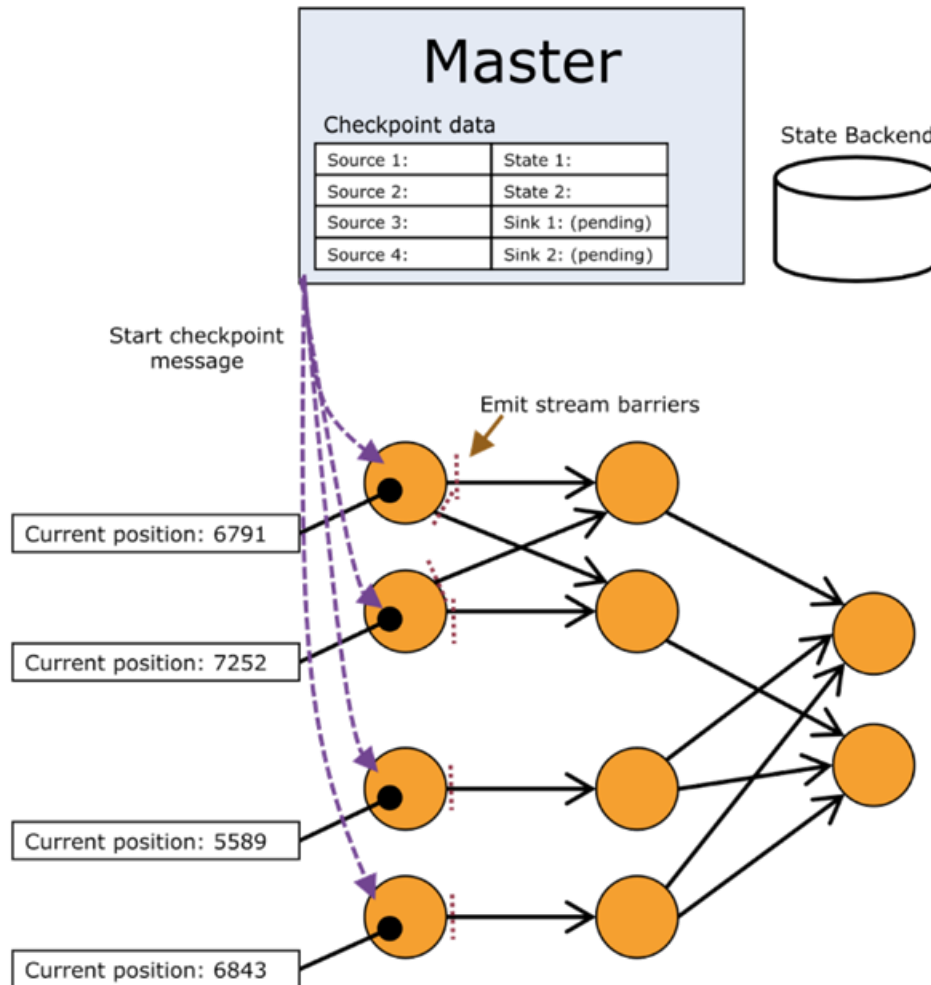 Master
Checkpoint data
Source 1:
State 1:
Source 2:
State 2:
Source 3:
Sink 1: (pending)
Source 4:
Sink 2: (pending)
State Backend
Start checkpoint
message
Emit stream barriers
Current position: 6791
Current position: 7252
Current position: 5589
Current position: 6843